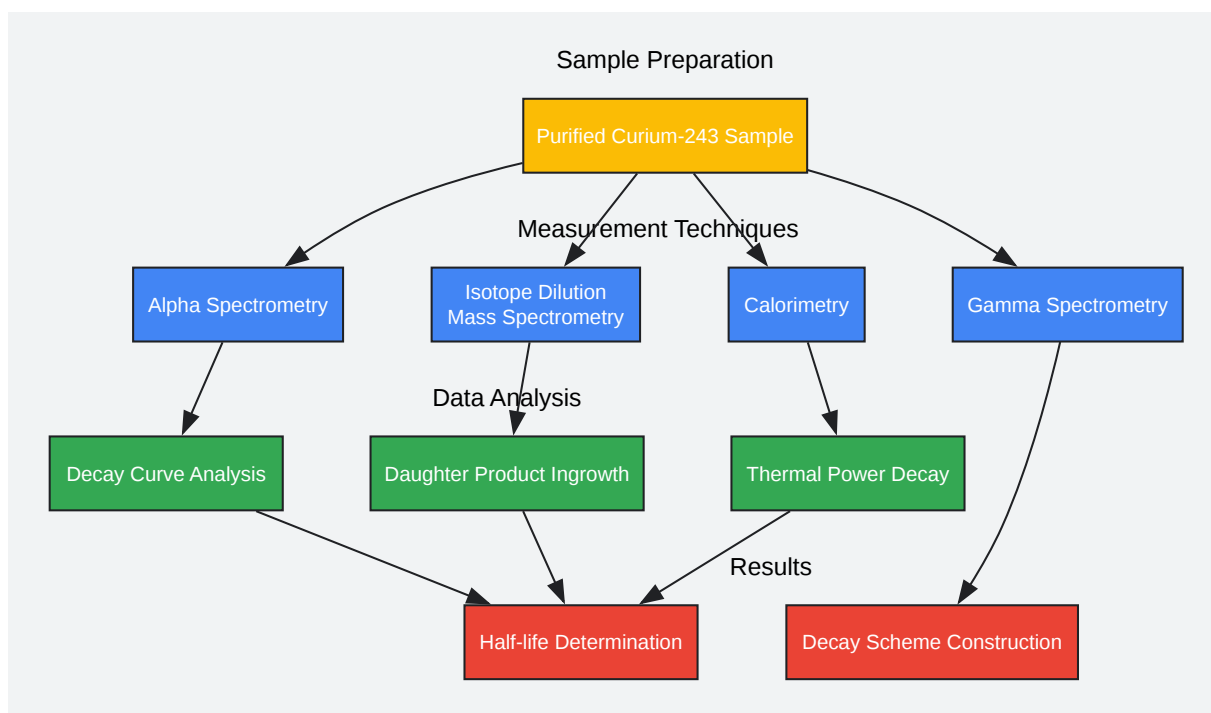 Sample Preparation
Purified Curium-243 Sample
Measurement Techniques
Alpha Spectrometry
Isotope Dilution
Mass Spectrometry
Calorimetry
Gamma Spectrometry
Data Analysis
Decay Curve Analysis
Daughter Product Ingrowth
Thermal Power Decay
Results
Half-life Determination
Decay Scheme Construction